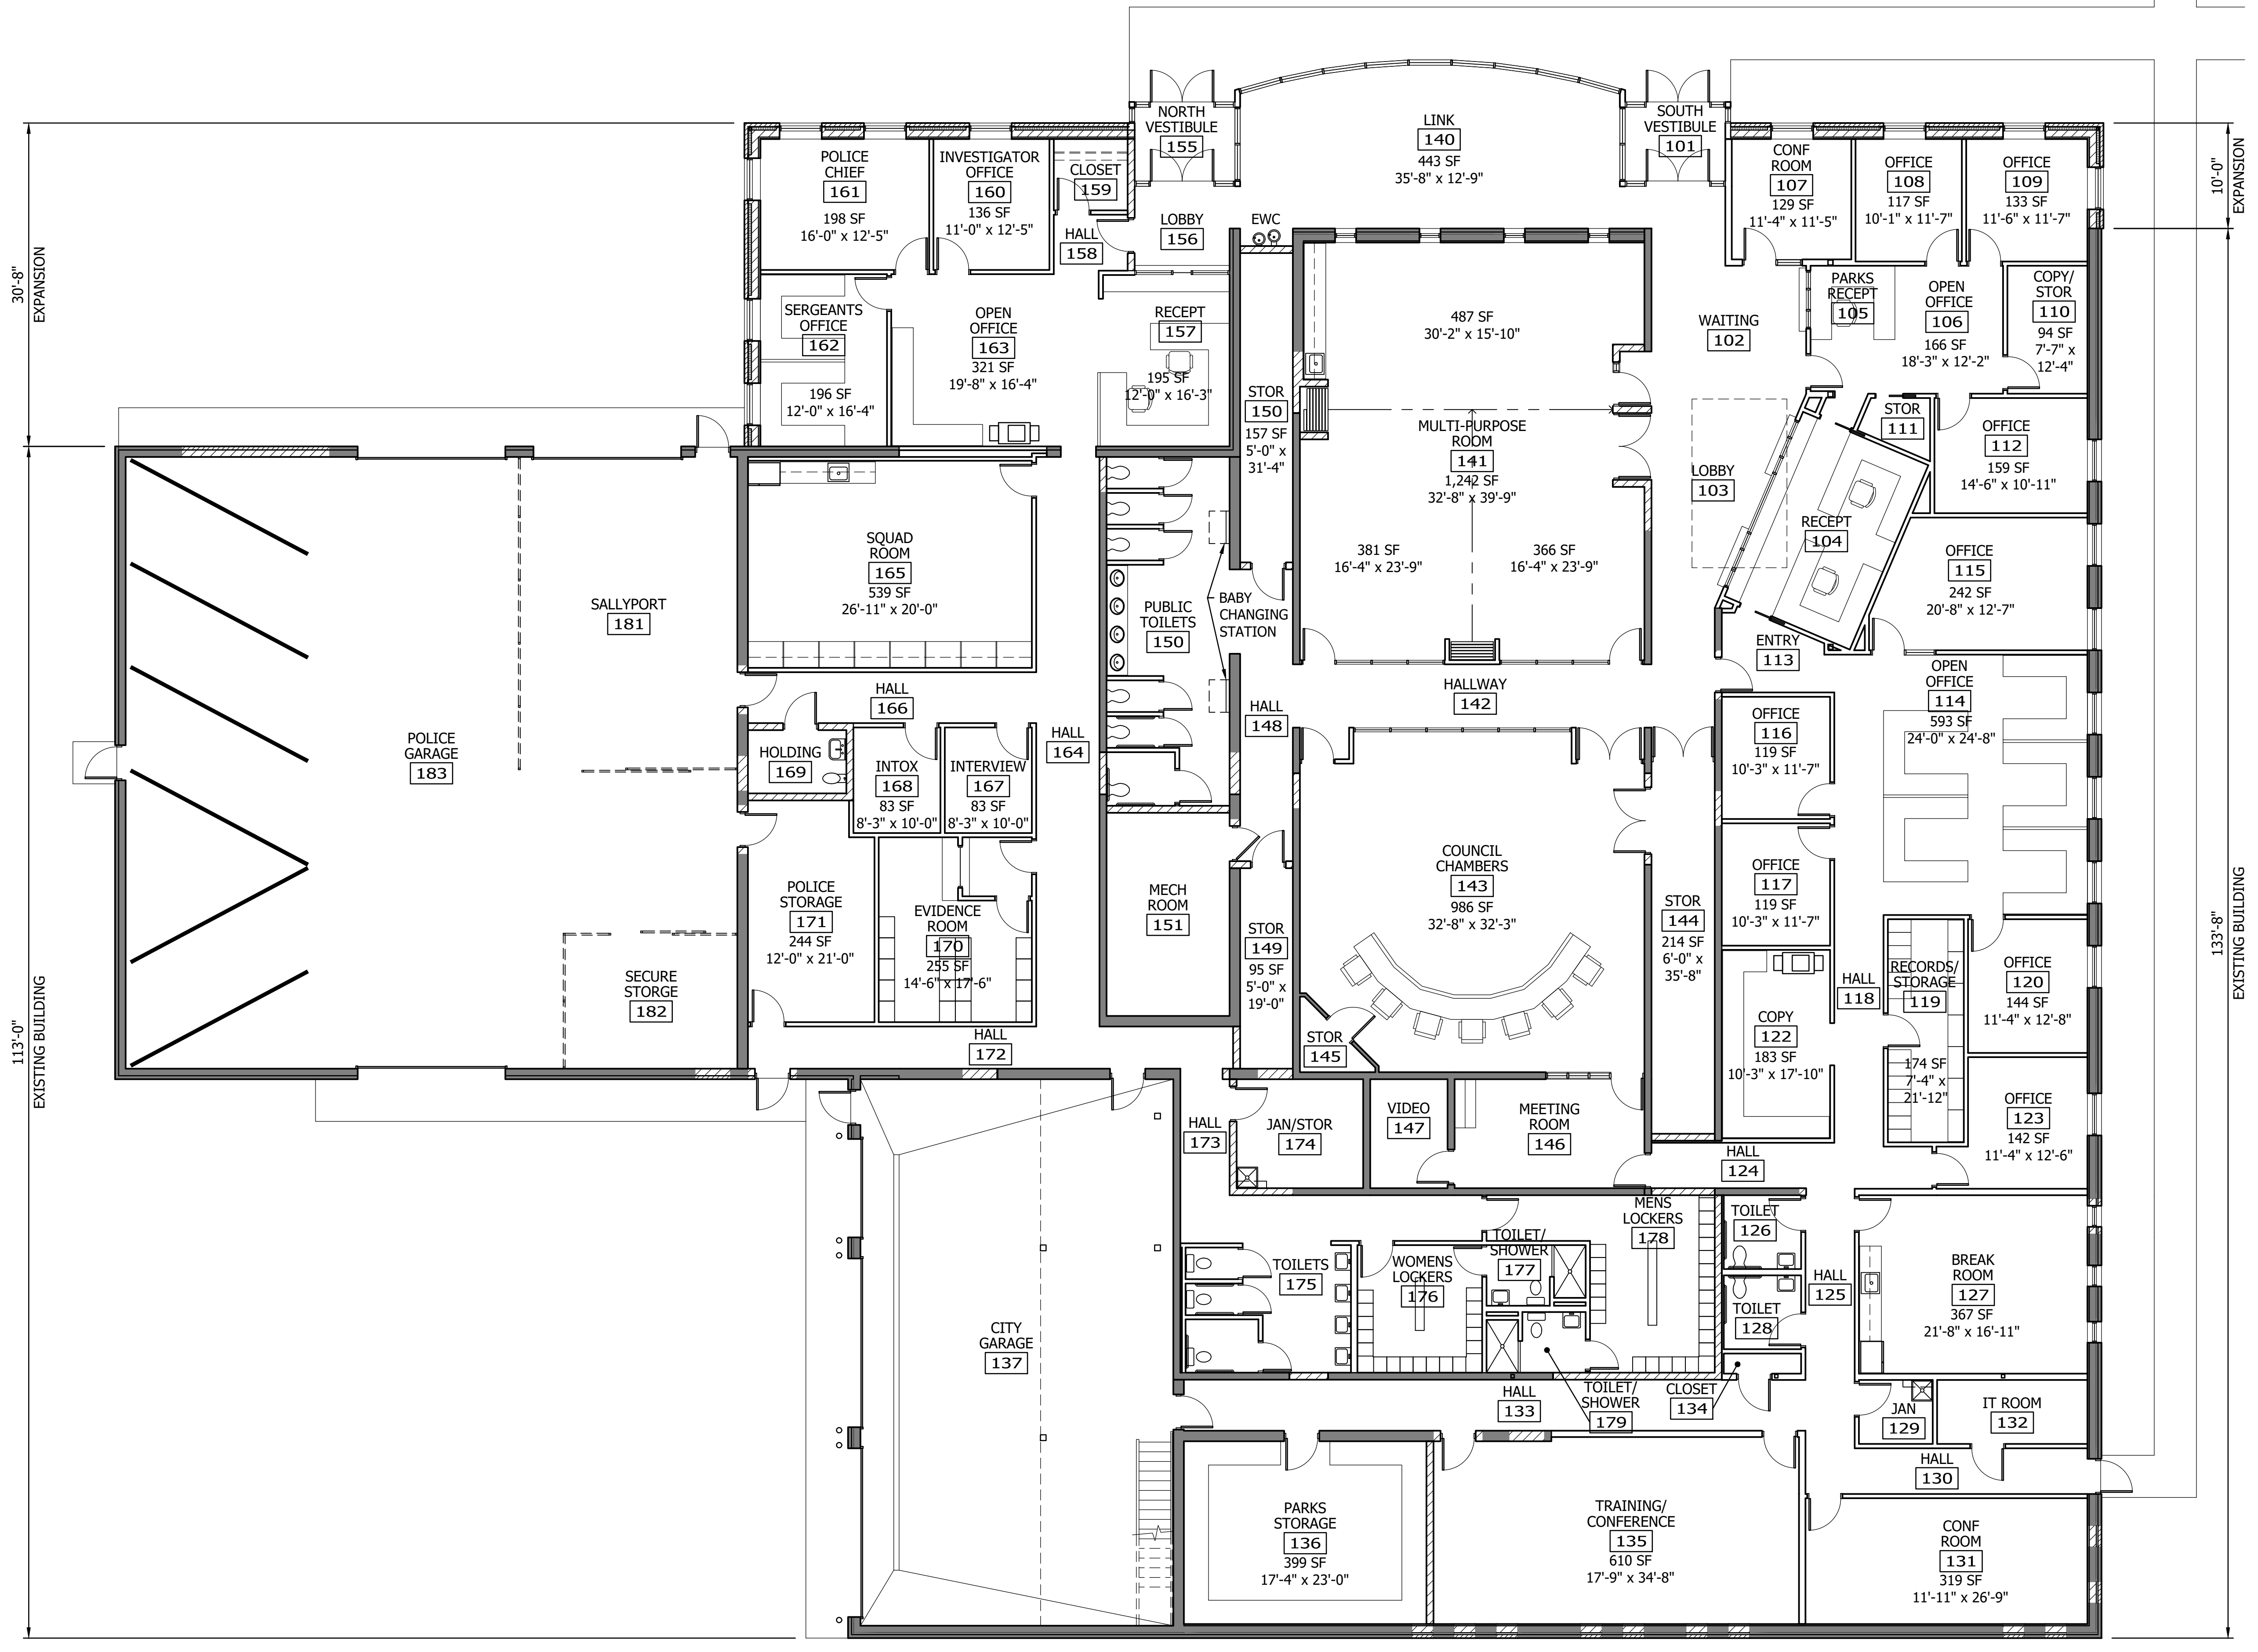 NORTH
VESTIBULE
155
LINK
140
443 SF
35'-8" x 12'-9"
SOUTH
VESTIBULE
101
30'-8"
EXPANSION
10'-0"
EXPANSION
POLICE
CHIEF
161
198 SF
16'-0" x 12'-5"
INVESTIGATOR
OFFICE
160
136 SF
11'-0" x 12'-5"
CLOSET
159
HALL
158
LOBBY
156
EWC
CONF
ROOM
107
129 SF
11'-4" x 11'-5"
OFFICE
108
117 SF
10'-1" x 11'-7"
OFFICE
109
133 SF
11'-6" x 11'-7"
SERGEANTS
OFFICE
162
196 SF
12'-0" x 16'-4"
OPEN
OFFICE
163
321 SF
19'-8" x 16'-4"
RECEPT
157
195 SF
12'-0" x 16'-3"
STOR
150
157 SF
5'-0" x
31'-4"
487 SF
30'-2" x 15'-10"
WAITING
102
PARKS
RECEPT
105
OPEN
OFFICE
106
166 SF
18'-3" x 12'-2"
COPY/
STOR
110
94 SF
7'-7" x
12'-4"
MULTI-PURPOSE
ROOM
141
1,242 SF
32'-8" x 39'-9"
381 SF
16'-4" x 23'-9"
366 SF
16'-4" x 23'-9"
LOBBY
103
STOR
111
OFFICE
112
159 SF
14'-6" x 10'-11"
RECEPT
104
OFFICE
115
242 SF
20'-8" x 12'-7"
SALLYPORT
181
SQUAD
ROOM
165
539 SF
26'-11" x 20'-0"
PUBLIC
TOILETS
150
BABY
CHANGING
STATION
ENTRY
113
OPEN
OFFICE
114
593 SF
24'-0" x 24'-8"
POLICE
GARAGE
183
HALL
166
HALL
164
HALL
148
HALLWAY
142
OFFICE
116
119 SF
10'-3" x 11'-7"
HOLDING
169
INTOX
168
83 SF
8'-3" x 10'-0"
INTERVIEW
167
83 SF
8'-3" x 10'-0"
POLICE
STORAGE
171
244 SF
12'-0" x 21'-0"
EVIDENCE
ROOM
170
255 SF
14'-6" x 17'-6"
MECH
ROOM
151
STOR
149
95 SF
5'-0" x
19'-0"
COUNCIL
CHAMBERS
143
986 SF
32'-8" x 32'-3"
STOR
144
214 SF
6'-0" x
35'-8"
OFFICE
117
119 SF
10'-3" x 11'-7"
HALL
118
RECORDS/
STORAGE
119
174 SF
7'-4" x
21'-12"
OFFICE
120
144 SF
11'-4" x 12'-8"
133'-8"
EXISTING BUILDING
113'-0"
EXISTING BUILDING
SECURE
STORGE
182
HALL
172
STOR
145
COPY
122
183 SF
10'-3" x 17'-10"
OFFICE
123
142 SF
11'-4" x 12'-6"
HALL
173
JAN/STOR
174
VIDEO
147
MEETING
ROOM
146
HALL
124
TOILETS
175
WOMENS
LOCKERS
176
TOILET/
SHOWER
177
MENS
LOCKERS
178
TOILET
126
TOILET
128
HALL
125
BREAK
ROOM
127
367 SF
21'-8" x 16'-11"
CITY
GARAGE
137
HALL
133
TOILET/
SHOWER
179
CLOSET
134
JAN
129
IT ROOM
132
HALL
130
PARKS
STORAGE
136
399 SF
17'-4" x 23'-0"
TRAINING/
CONFERENCE
135
610 SF
17'-9" x 34'-8"
CONF
ROOM
131
319 SF
11'-11" x 26'-9"